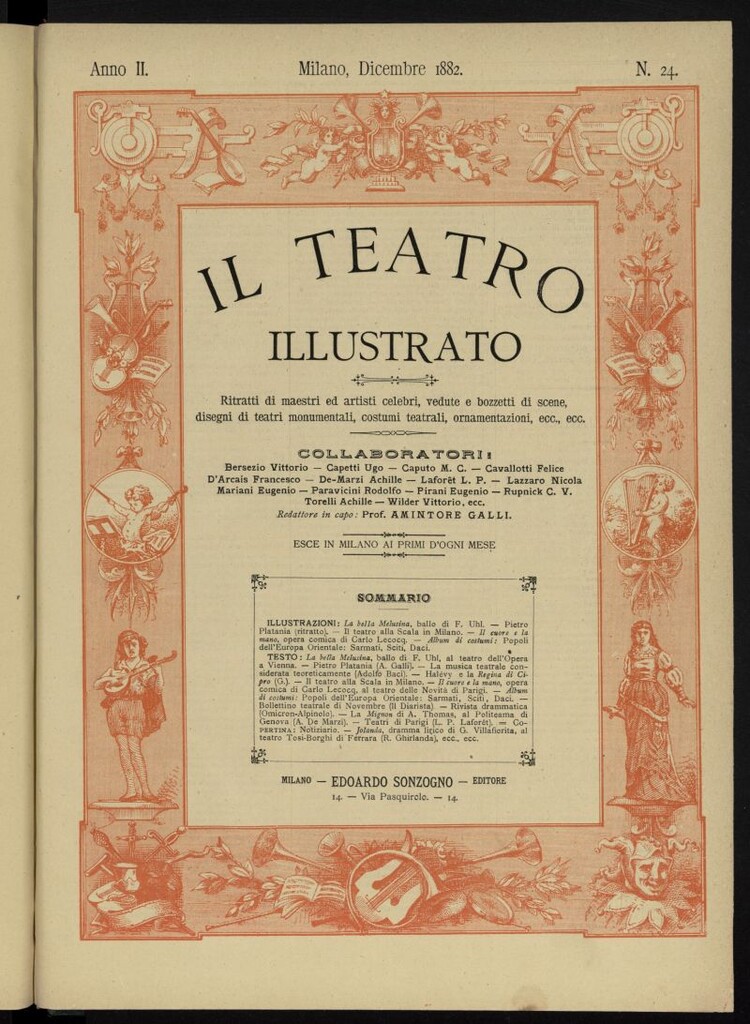 Anno II. Milano, Dicembre 1882. N. 24.
IL TEATRO
ILLUSTRATO
Ritratti di maestri ed artisti celebri, vedute e bozzetti di scene,
disegni di teatri monumentali, costumi teatrali, ornamentazioni, ecc., ecc.
COLLABORATORI:
Bersezio Vittorio — Capetti Ugo — Caputo M. C. — Cavallotti Felice
D'Arcais Francesco — De-Marzi Achille — Laforêt L. P. — Lazzaro Nicola
Mariani Eugenio — Paravicini Rodolfo — Pirani Eugenio — Rupnick C. V.
Torelli Achille — Wilder Vittorio, ecc.
Redattore in capo: Prof. AMINTORE GALLI.
ESCE IN MILANO AI PRIMI D'OGNI MESE
SOMMARIO
ILLUSTRAZIONI: La bella Melusina, ballo di F. Uhl. — Pietro
Platania (ritratto). — Il teatro alla Scala in Milano. — Il cuore e la
mano, opera comica di Carlo Lecocq. — Album di costumi: Popoli
dell'Europa Orientale: Sarmati, Sciti, Daci.
TESTO: La bella Melusina, ballo di F. Uhl, al teatro dell'Opera
a Vienna. — Pietro Platania (A. Galli). — La musica teatrale con-
siderata teoreticamente (Adolfo Baci). — Halévy e la Regina di Ci-
pro (G.). — Il teatro alla Scala in Milano. — Il cuore e la mano, opera
comica di Carlo Lecocq, al teatro delle Novità di Parigi. — Album
di costumi: Popoli dell'Europa Orientale: Sarmati, Sciti, Daci. —
Bollettino teatrale di Novembre (Il Diarista). — Rivista drammatica
(Omicron-Alpinolo). — La Mignon di A. Thomas, al Politeama di
Genova (A. De Marzi). — Teatri di Parigi (L. P. Laforêt). — Co-
PERTINA: Notiziario. — Jolanda, dramma lirico di G. Villafiorita, al
teatro Tosi-Borghi di Ferrara (R. Ghirlanda), ecc., ecc.
MILANO — EDOARDO SONZOGNO — EDITORE
14. — Via Pasquirolo. — 14.